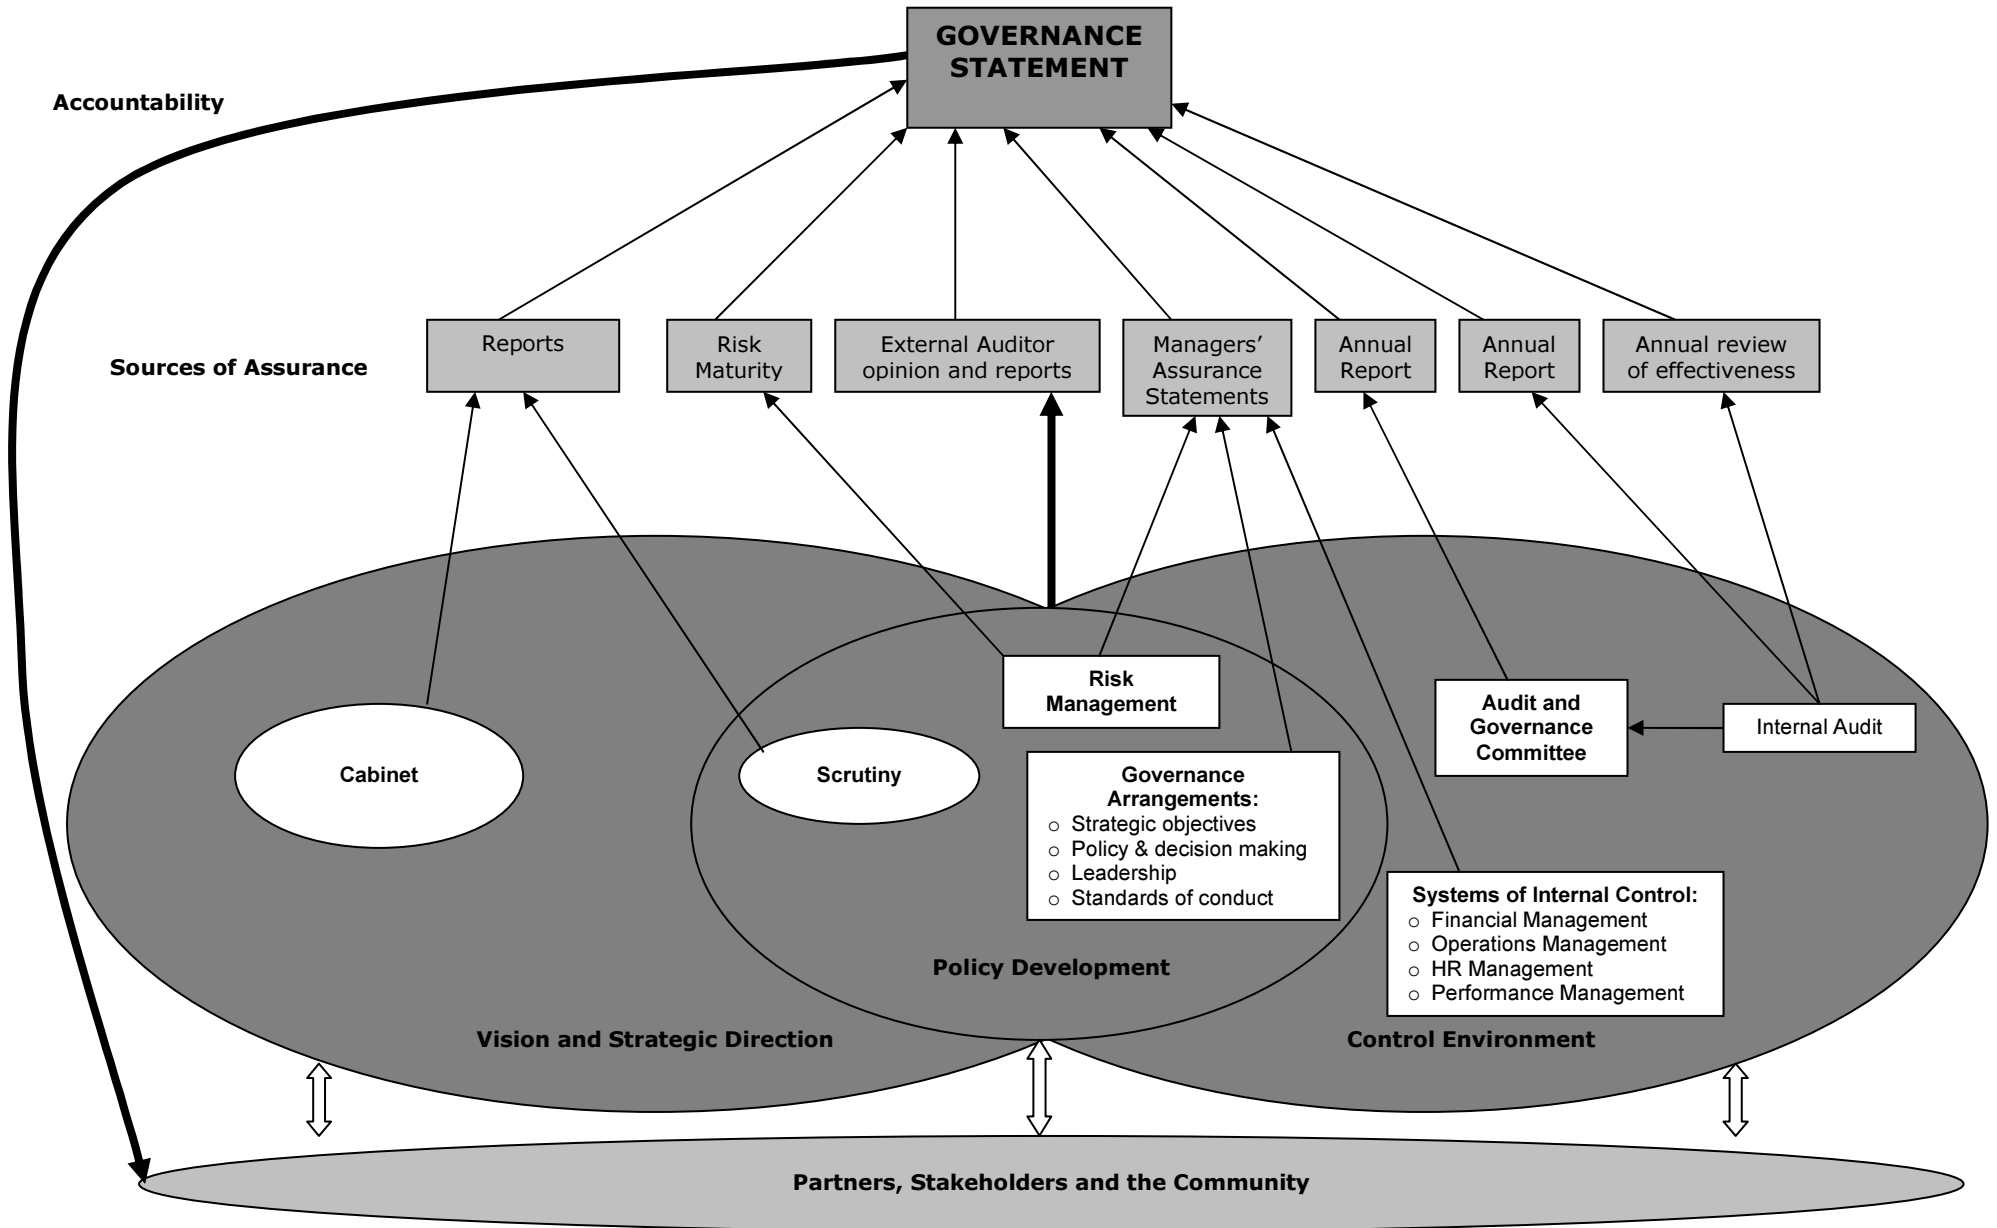 GOVERNANCE
STATEMENT
Accountability
Sources of Assurance
Reports
Risk
Maturity
External Auditor
opinion and reports
Managers’
Assurance
Statements
Annual
Report
Annual
Report
Annual review
of effectiveness
Cabinet
Scrutiny
Risk
Management
Governance
Arrangements:
○ Strategic objectives
○ Policy & decision making
○ Leadership
○ Standards of conduct
Audit and
Governance
Committee
Internal Audit
Systems of Internal Control:
○ Financial Management
○ Operations Management
○ HR Management
○ Performance Management
Policy Development
Vision and Strategic Direction
Control Environment
Partners, Stakeholders and the Community